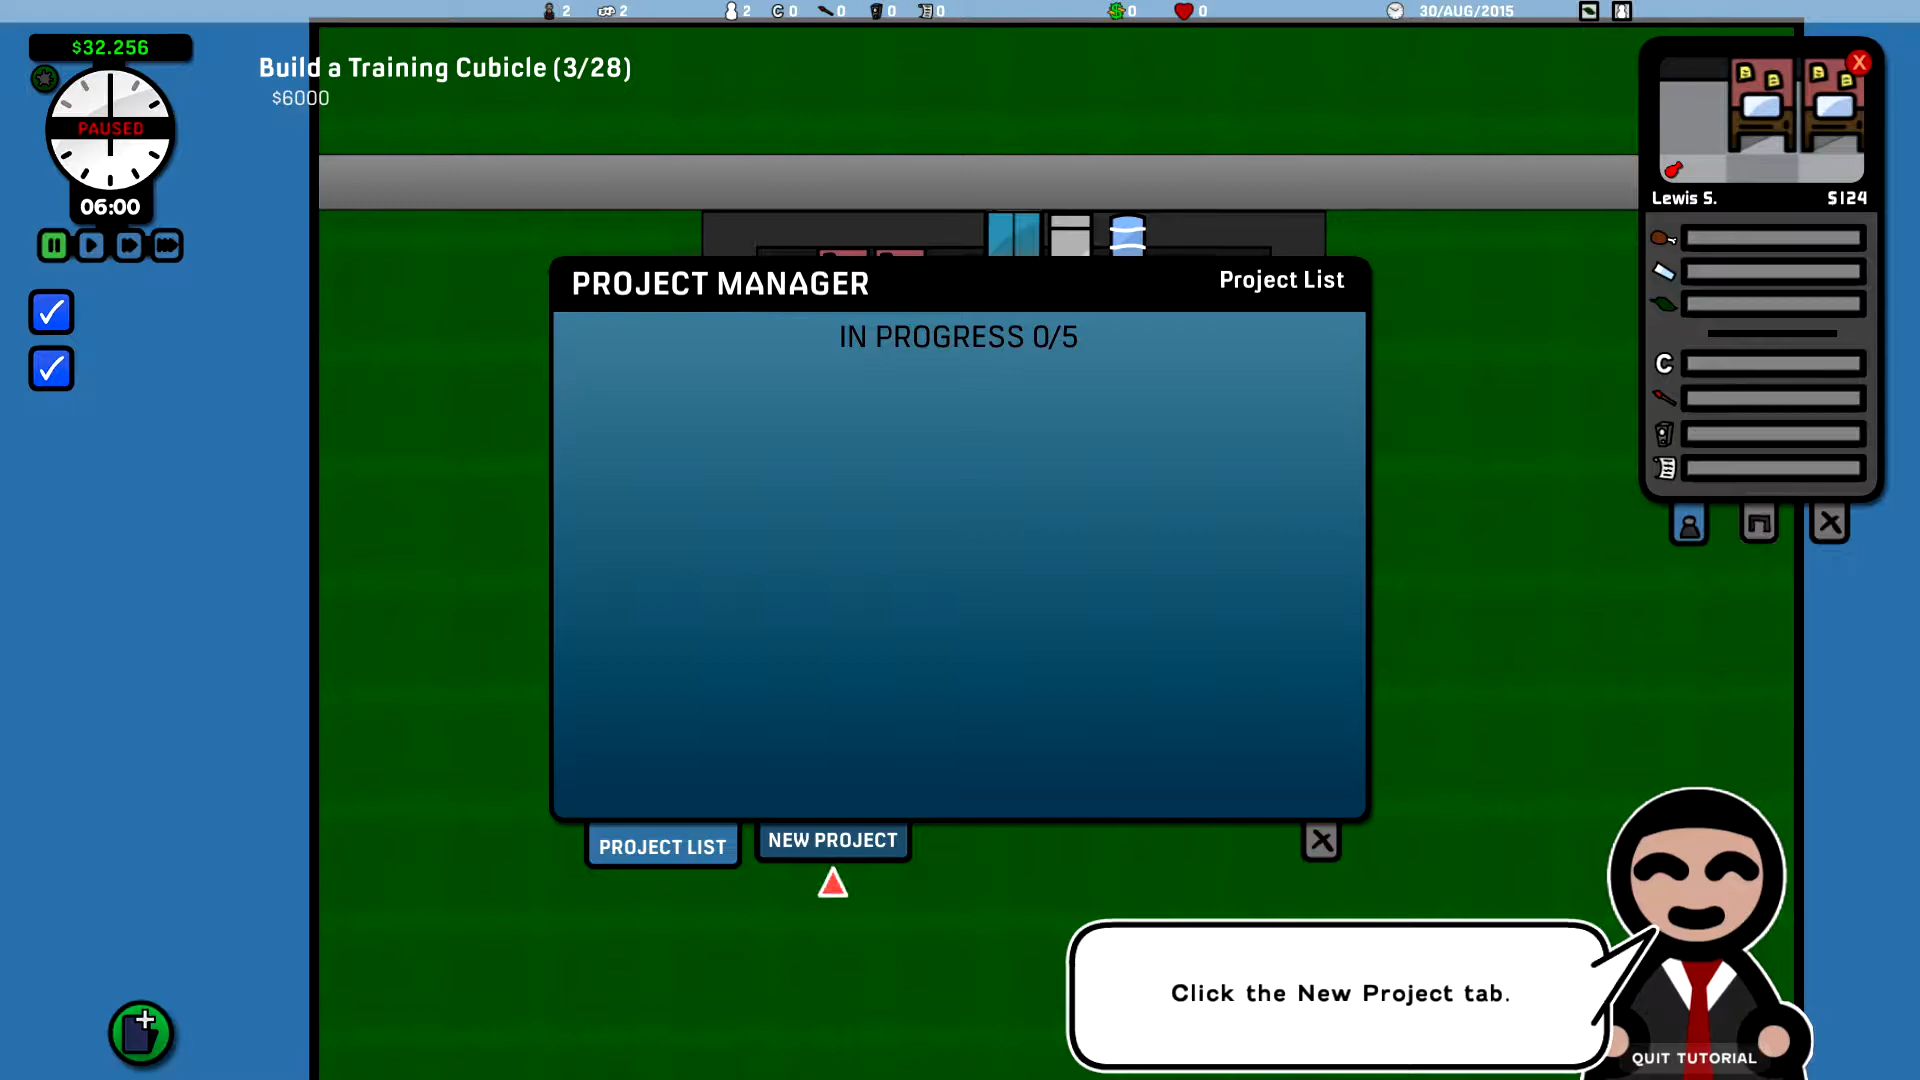 2 2 2 C 0 0 0 0 0 0 30/AUG/2015
$32.256
Build a Training Cubicle (3/28)
$6000
PAUSED
06:00
X
Lewis S. S124
C
PROJECT MANAGER Project List
IN PROGRESS 0/5
PROJECT LIST NEW PROJECT X
Click the New Project tab.
QUIT TUTORIAL